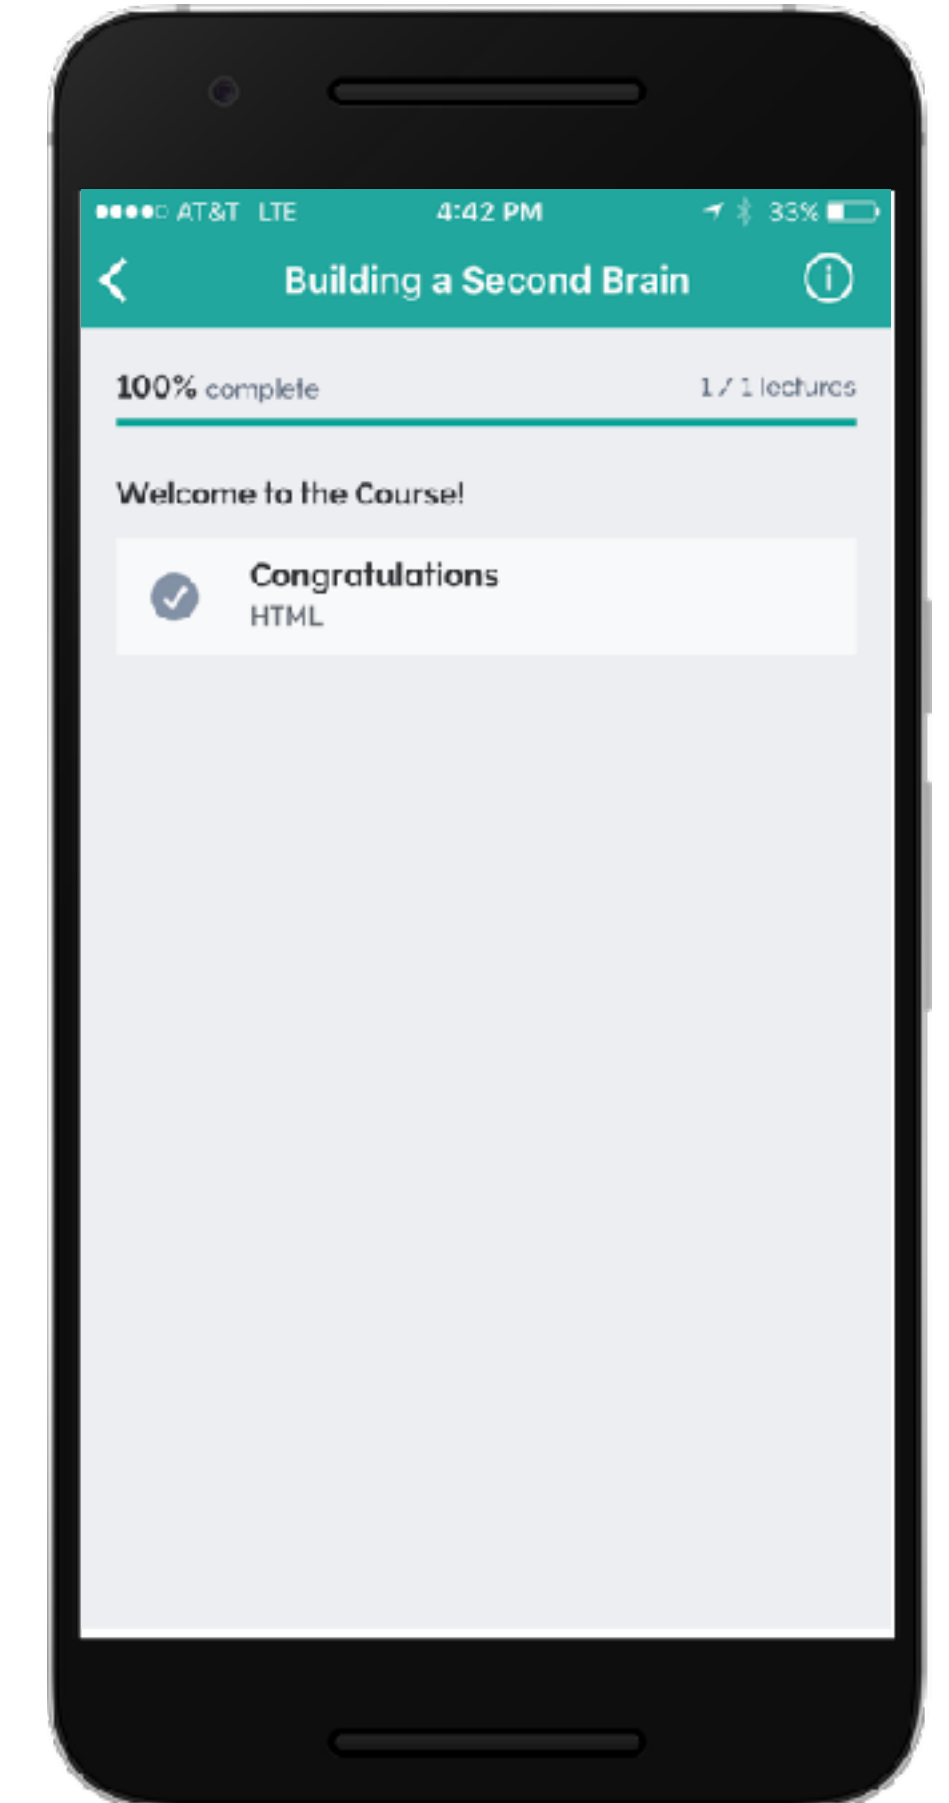 AT&T LTE 4:42 PM 33%
Building a Second Brain
100% complete 1 / 1 lectures
Welcome to the Course!
Congratulations
HTML